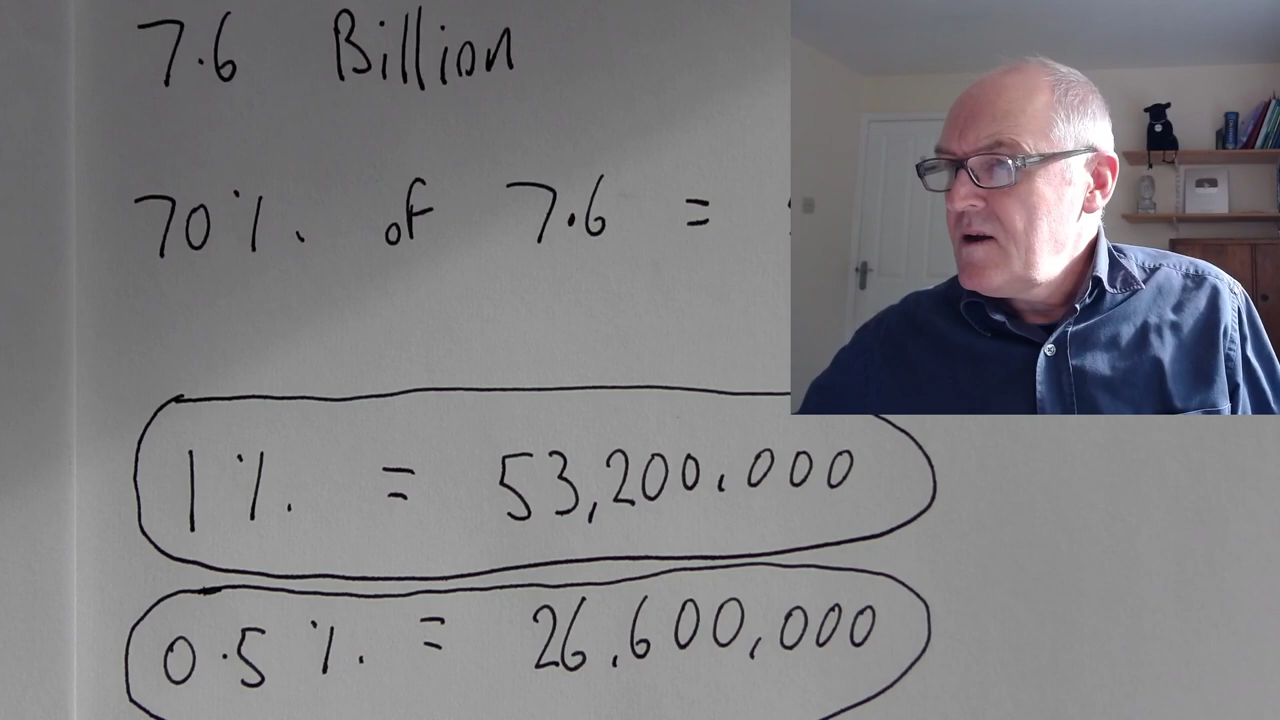 7.6 Billion
70%. of 7.6 =
1%. = 53,200,000
0.5%. = 26,600,000